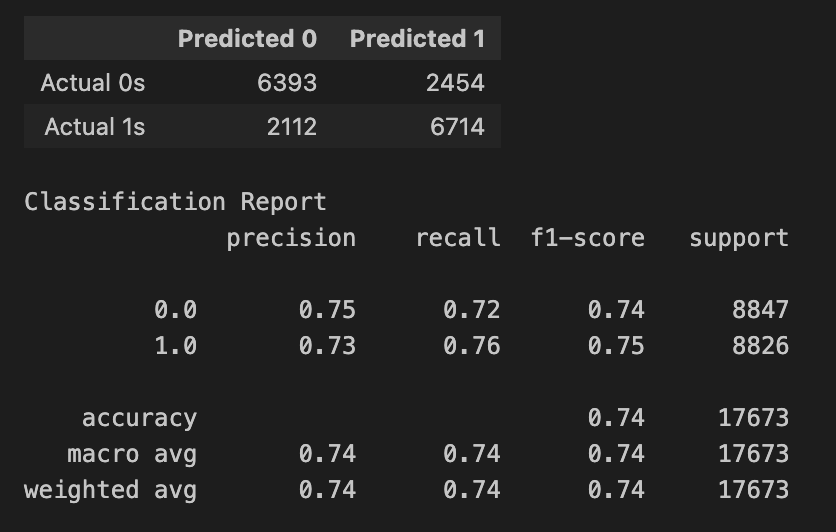 Predicted 0 Predicted 1
Actual 0s 6393 2454
Actual 1s 2112 6714
Classification Report
precision recall f1-score support
0.0 0.75 0.72 0.74 8847
1.0 0.73 0.76 0.75 8826
accuracy 0.74 17673
macro avg 0.74 0.74 0.74 17673
weighted avg 0.74 0.74 0.74 17673